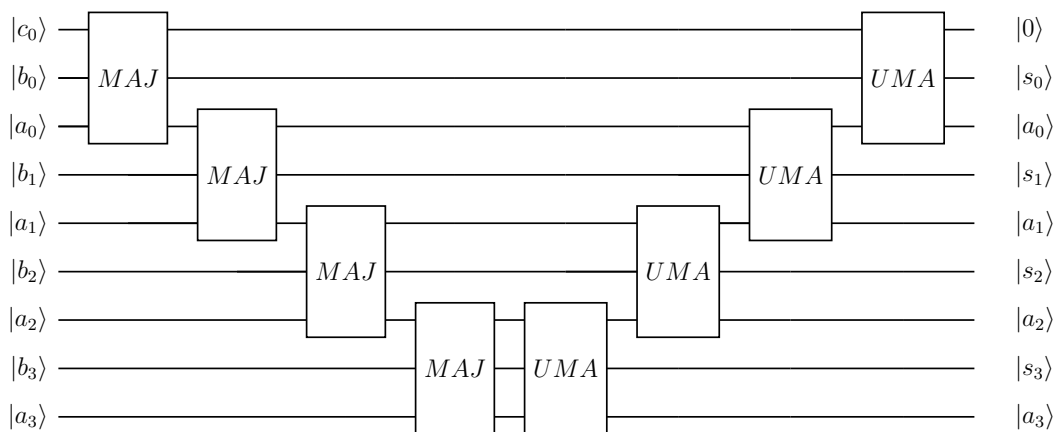 |c₀⟩ |0⟩
|b₀⟩ MAJ UMA |s₀⟩
|a₀⟩ |a₀⟩
|b₁⟩ MAJ UMA |s₁⟩
|a₁⟩ |a₁⟩
|b₂⟩ MAJ UMA |s₂⟩
|a₂⟩ |a₂⟩
|b₃⟩ MAJ UMA |s₃⟩
|a₃⟩ |a₃⟩